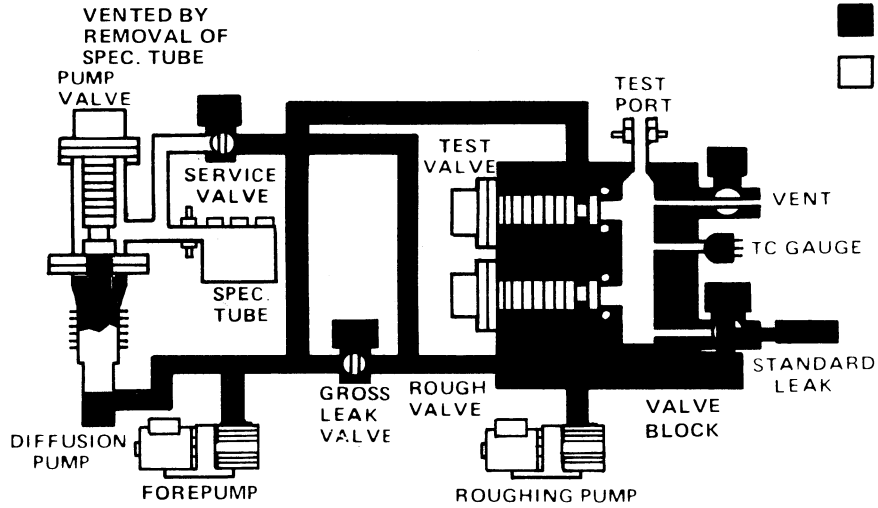 VENTED BY
REMOVAL OF
SPEC. TUBE
PUMP
VALVE
SERVICE
VALVE
TEST
VALVE
TEST
PORT
VENT
TC GAUGE
SPEC.
TUBE
STANDARD
LEAK
GROSS
LEAK
VALVE
ROUGH
VALVE
VALVE
BLOCK
DIFFUSION
PUMP
FOREPUMP
ROUGHING PUMP